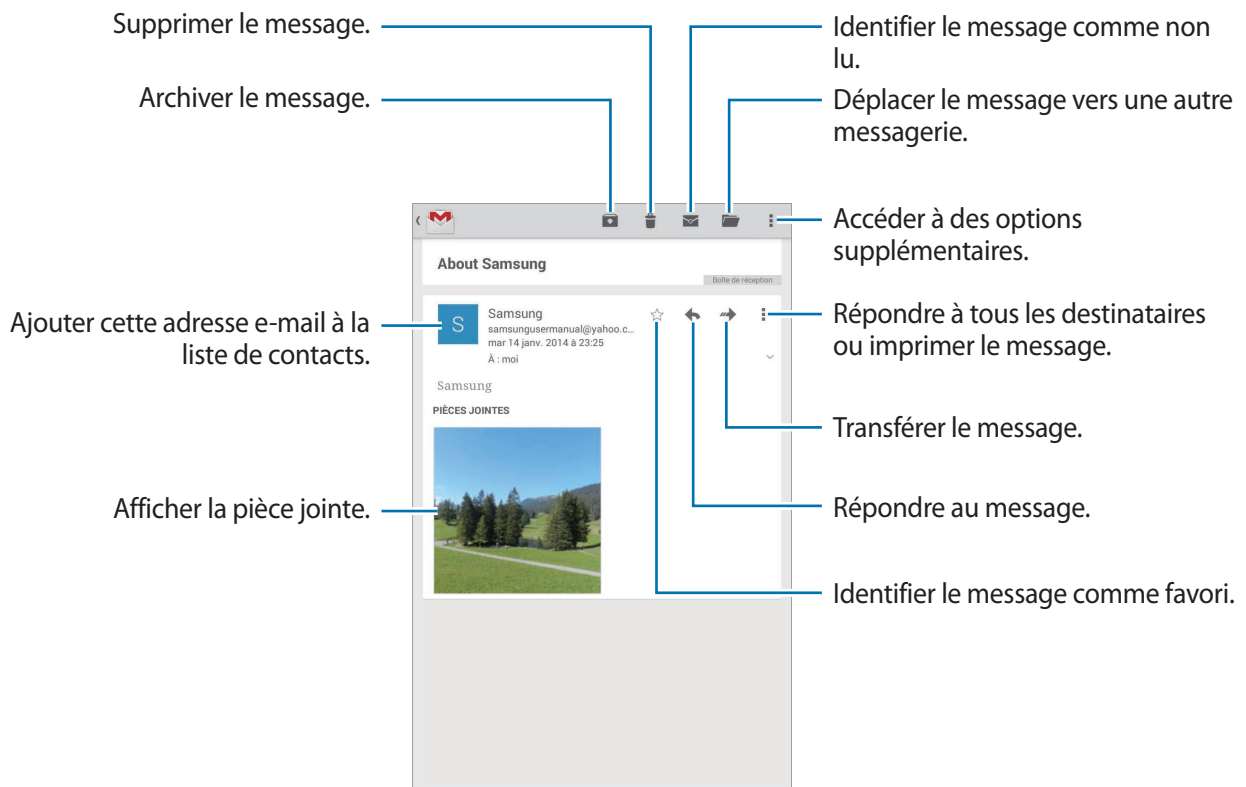 Supprimer le message.
Archiver le message.
Identifier le message comme non
lu.
Déplacer le message vers une autre
messagerie.
Accéder à des options
supplémentaires.
About Samsung
Boîte de réception
Ajouter cette adresse e-mail à la
liste de contacts.
S
Samsung
samsungusermanual@yahoo.c...
mar 14 janv. 2014 à 23:25
À : moi
Répondre à tous les destinataires
ou imprimer le message.
Samsung
PIÈCES JOINTES
Transférer le message.
Afficher la pièce jointe.
Répondre au message.
Identifier le message comme favori.